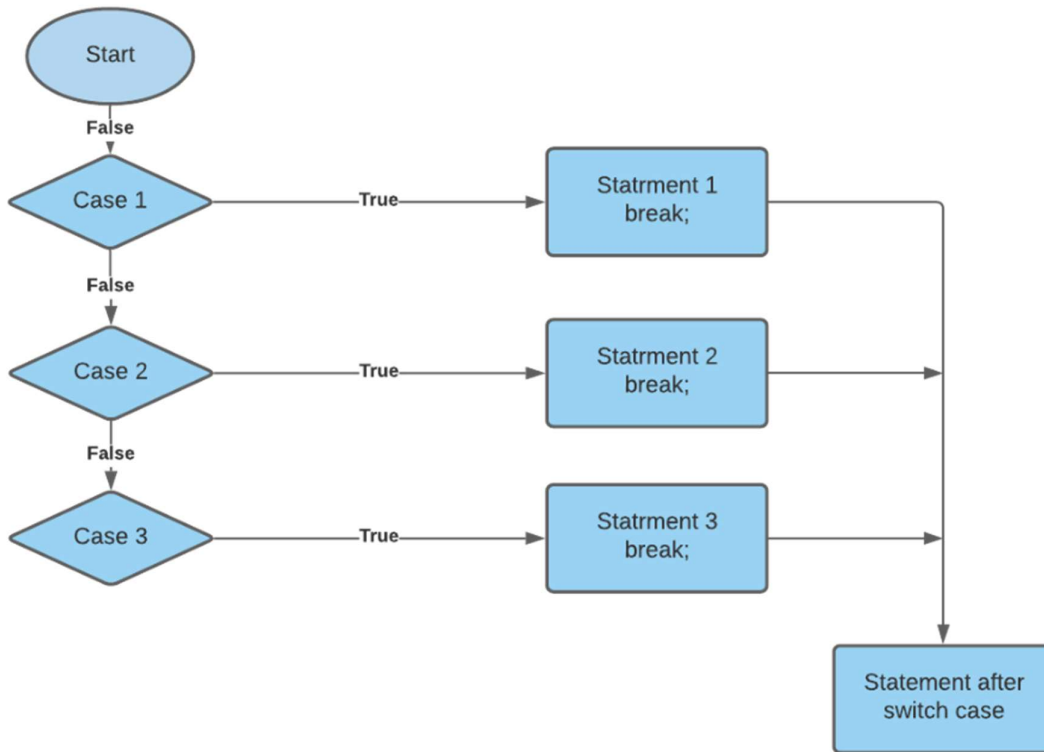 Start
False
Case 1
True
Statrment 1
break;
False
Case 2
True
Statrment 2
break;
False
Case 3
True
Statrment 3
break;
Statement after
switch case